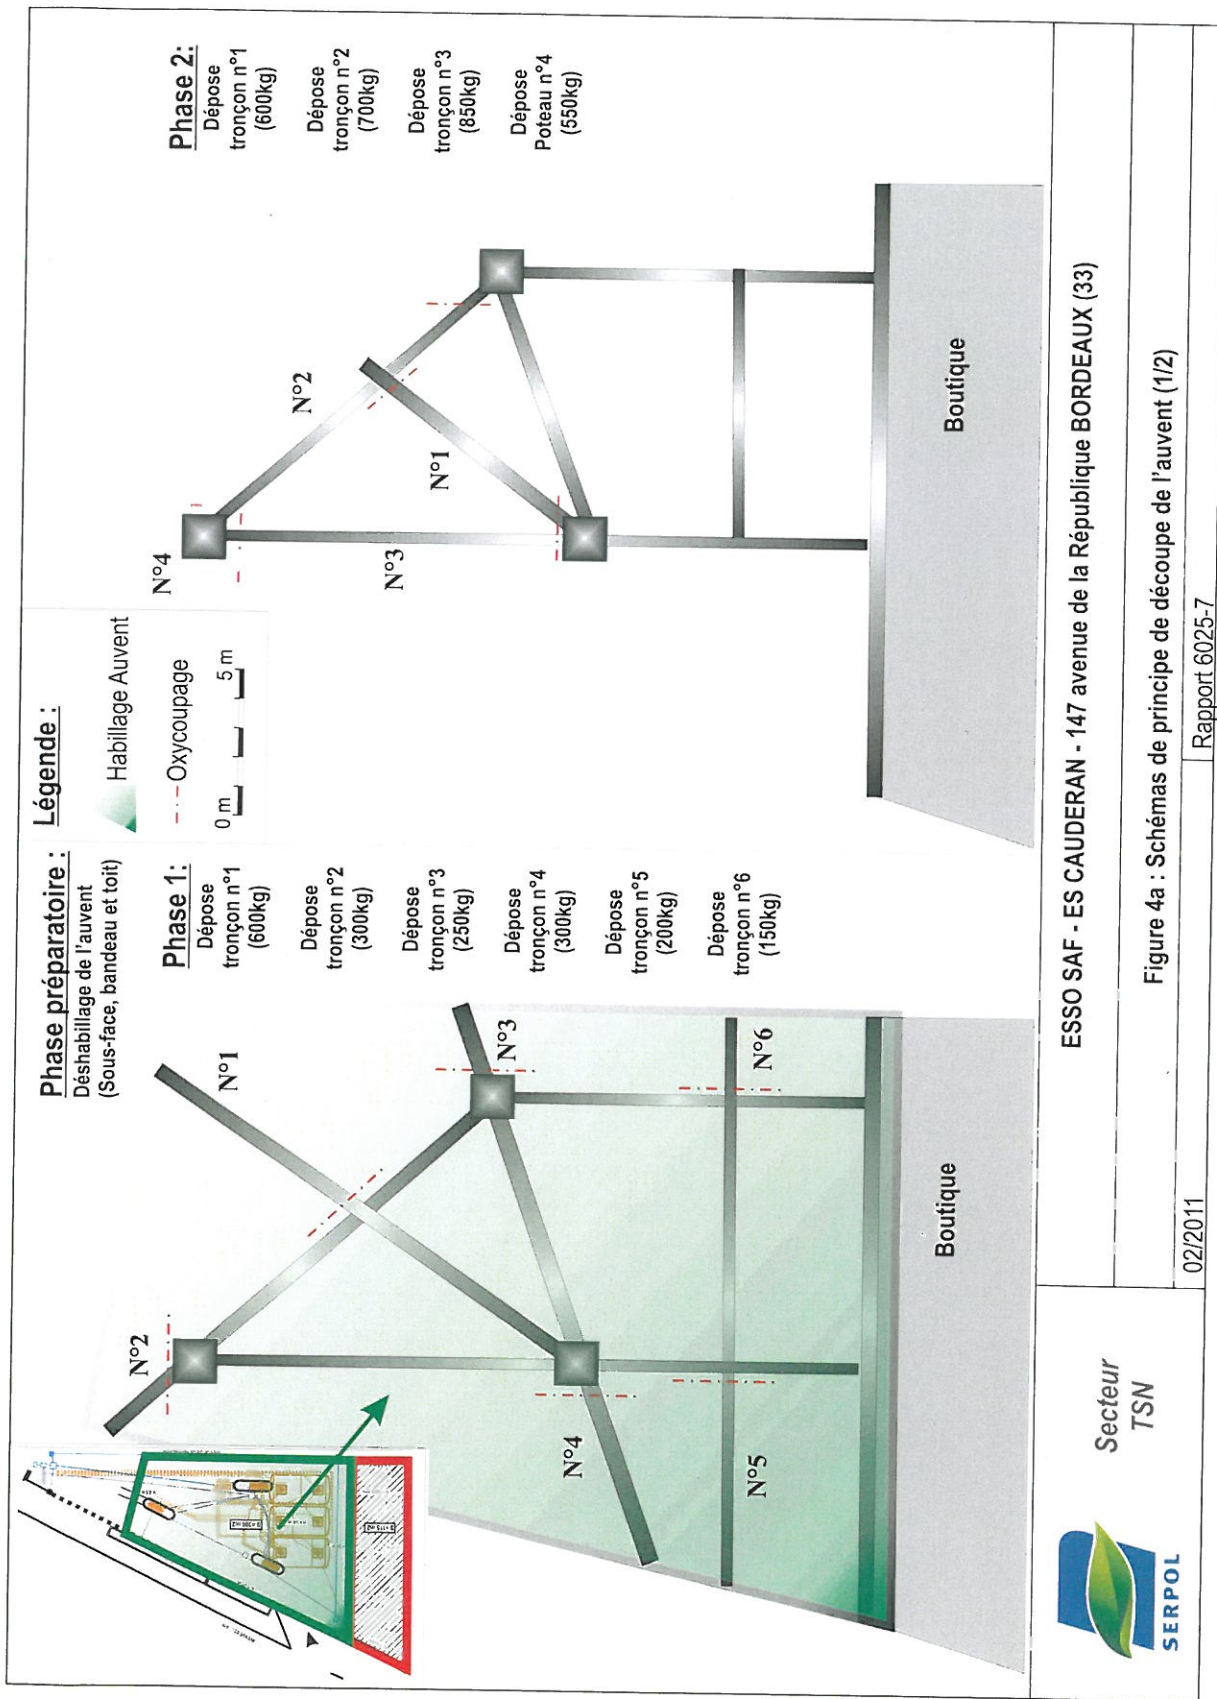 Phase préparatoire :
Déshabillage de l'auvent
(Sous-face, bandeau et toit)
Légende :
Habillage Auvent
Oxycoupage
0 m
5 m
Phase 1:
Dépose
tronçon n°1
(600kg)
Dépose
tronçon n°2
(300kg)
Dépose
tronçon n°3
(250kg)
Dépose
tronçon n°4
(300kg)
Dépose
tronçon n°5
(200kg)
Dépose
tronçon n°6
(150kg)
Phase 2:
Dépose
tronçon n°1
(600kg)
Dépose
tronçon n°2
(700kg)
Dépose
tronçon n°3
(850kg)
Dépose
Poteau n°4
(550kg)
N°2
N°1
N°3
N°4
N°5
N°6
Boutique
N°4
N°2
N°1
N°3
Boutique
SERPOL
Secteur
TSN
ESSO SAF - ES CAUDERAN - 147 avenue de la République BORDEAUX (33)
Figure 4a : Schémas de principe de découpe de l'auvent (1/2)
02/2011
Rapport 6025-7